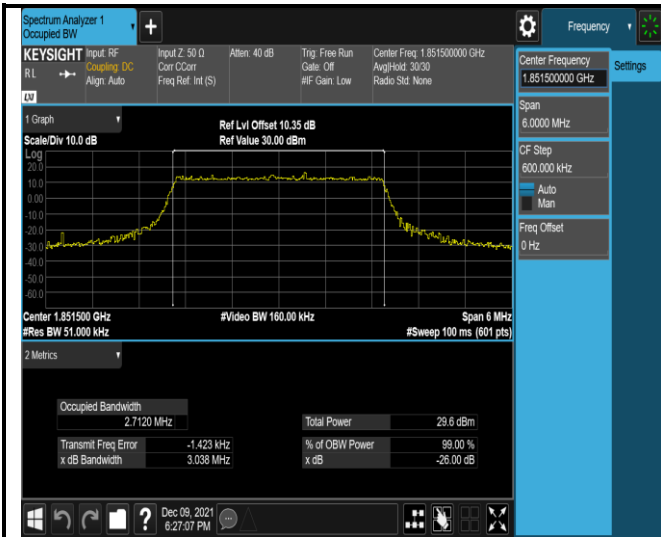 Spectrum Analyzer 1
Occupied BW
+
Frequency
KEYSIGHT
RL
LXI
Input: RF
Coupling: DC
Align: Auto
Input Z: 50 Ω
Corr CCorr
Freq Ref: Int (S)
Atten: 40 dB
Trig: Free Run
Gate: Off
#IF Gain: Low
Center Freq: 1.851500000 GHz
Avg|Hold: 30/30
Radio Std: None
Center Frequency
1.851500000 GHz
Settings
Span
6.0000 MHz
CF Step
600.000 kHz
Auto
Man
Freq Offset
0 Hz
1 Graph
Scale/Div 10.0 dB
Ref Lvl Offset 10.35 dB
Ref Value 30.00 dBm
Log
20.0
10.0
0.00
-10.0
-20.0
-30.0
-40.0
-50.0
-60.0
Center 1.851500 GHz
#Video BW 160.00 kHz
Span 6 MHz
#Res BW 51.000 kHz
#Sweep 100 ms (601 pts)
2 Metrics
Occupied Bandwidth
2.7120 MHz
Total Power 29.6 dBm
Transmit Freq Error -1.423 kHz
% of OBW Power 99.00 %
x dB Bandwidth 3.038 MHz
x dB -26.00 dB
?
Dec 09, 2021
6:27:07 PM